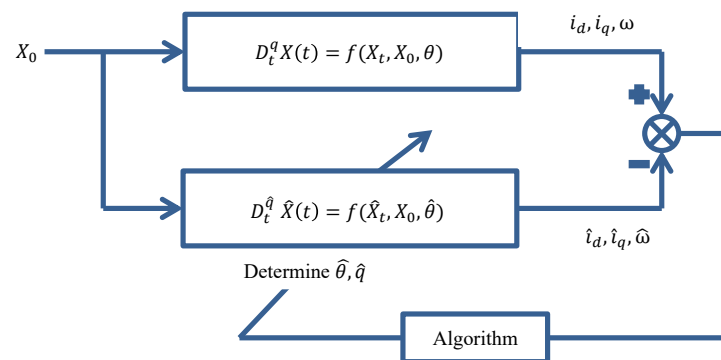 X₀
D_t^q X(t) = f(X_t, X₀, θ)
i_d, i_q, ω
D_t^q̂ X̂(t) = f(X̂_t, X₀, θ̂)
î_d, î_q, ω̂
Determine θ̂, q̂
Algorithm